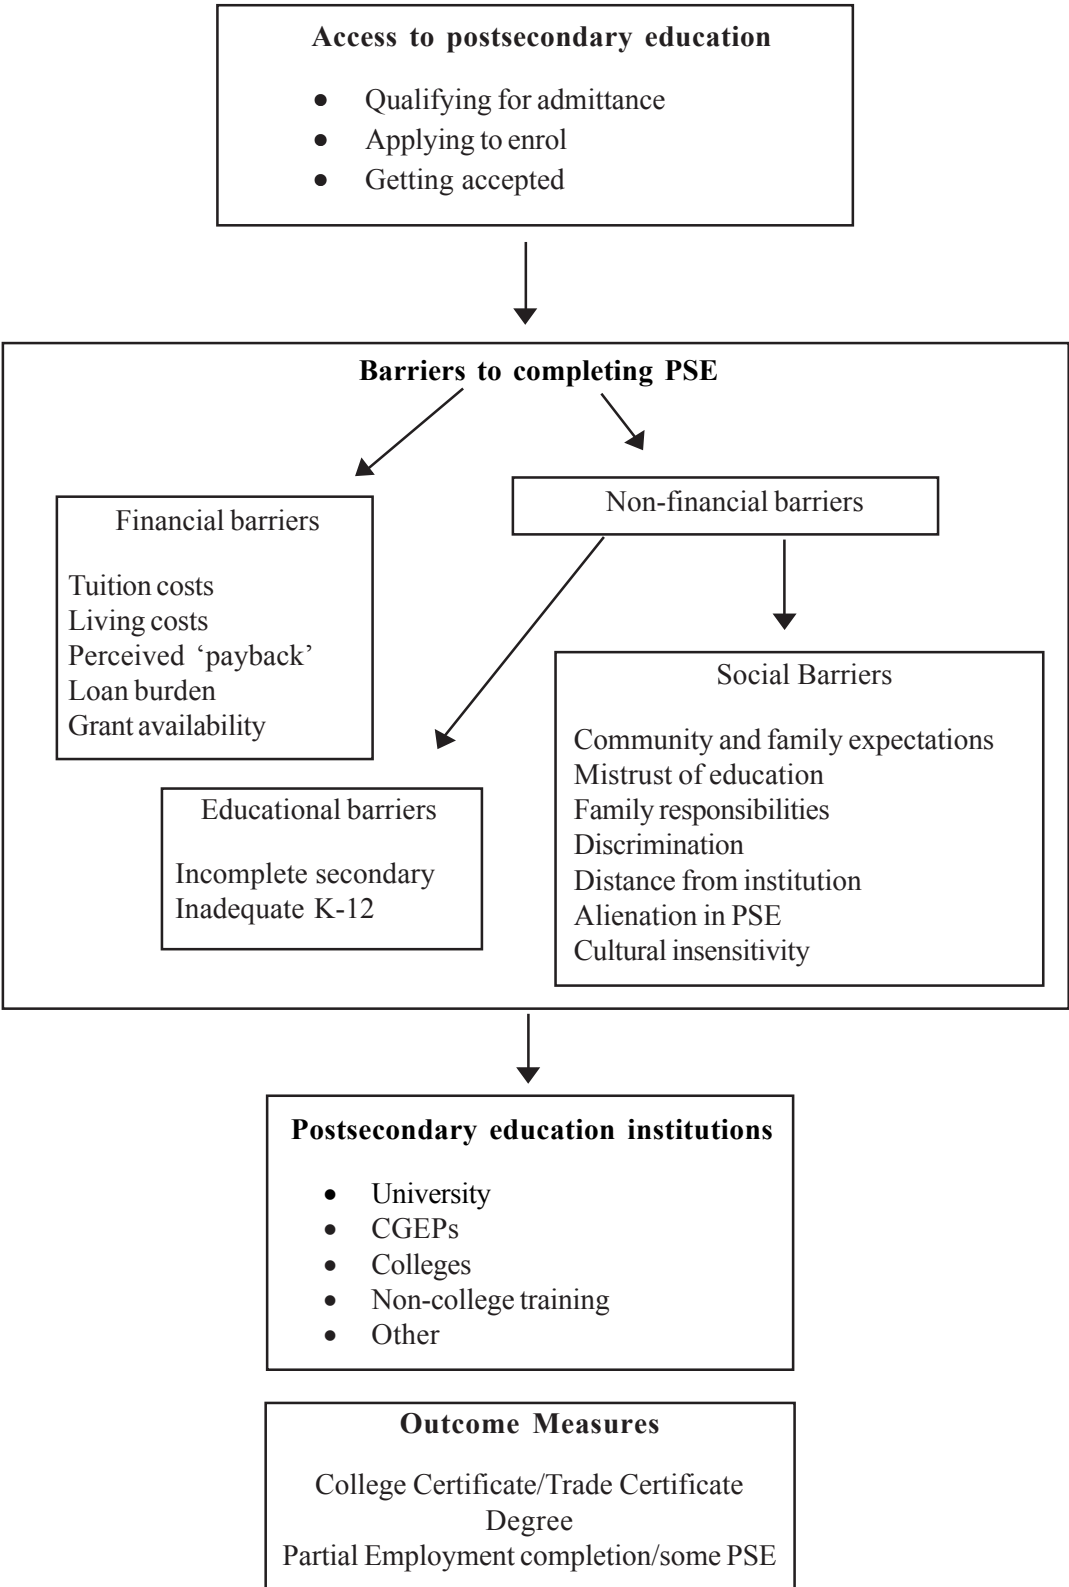 Access to postsecondary education
• Qualifying for admittance
• Applying to enrol
• Getting accepted
Barriers to completing PSE
Financial barriers
Tuition costs
Living costs
Perceived ‘payback’
Loan burden
Grant availability
Non-financial barriers
Educational barriers
Incomplete secondary
Inadequate K-12
Social Barriers
Community and family expectations
Mistrust of education
Family responsibilities
Discrimination
Distance from institution
Alienation in PSE
Cultural insensitivity
Postsecondary education institutions
• University
• CGEPs
• Colleges
• Non-college training
• Other
Outcome Measures
College Certificate/Trade Certificate
Degree
Partial Employment completion/some PSE